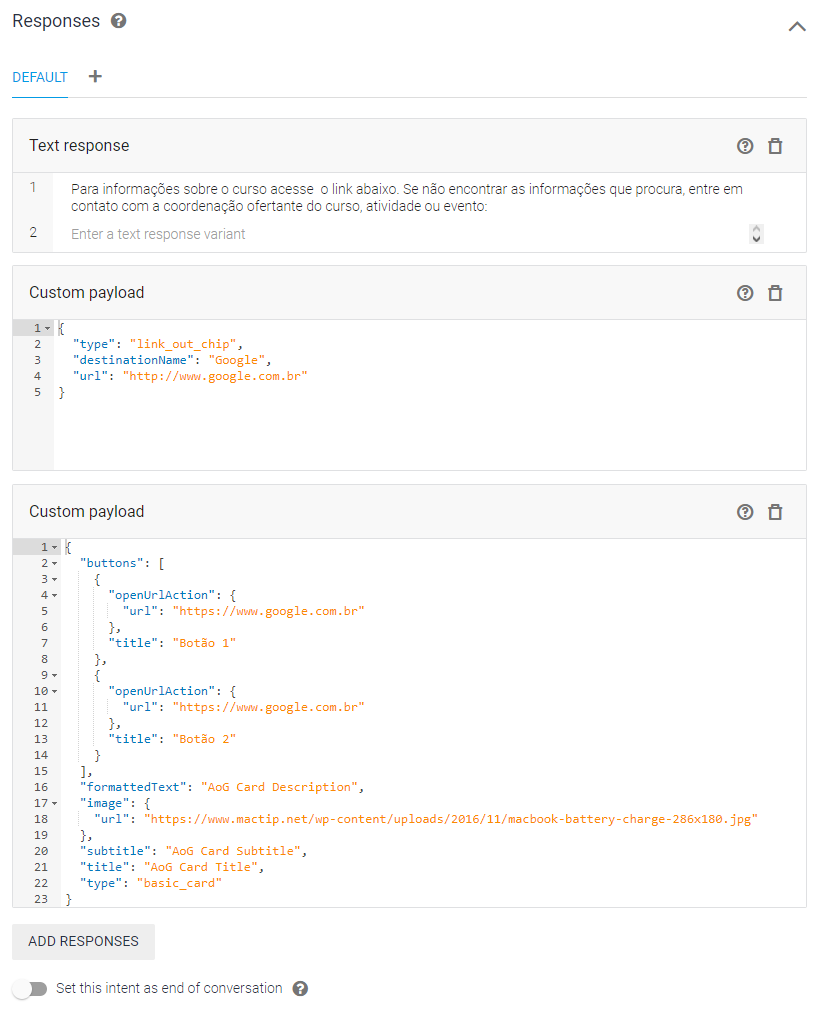 Responses
DEFAULT +
Text response
1 Para informações sobre o curso acesse  o link abaixo. Se não encontrar as informações que procura, entre em
contato com a coordenação ofertante do curso, atividade ou evento:
2 Enter a text response variant
Custom payload
1 {
2   "type": "link_out_chip",
3   "destinationName": "Google",
4   "url": "http://www.google.com.br"
5 }
Custom payload
1 {
2   "buttons": [
3     {
4       "openUrlAction": {
5         "url": "https://www.google.com.br"
6       },
7       "title": "Botão 1"
8     },
9     {
10       "openUrlAction": {
11         "url": "https://www.google.com.br"
12       },
13       "title": "Botão 2"
14     }
15   ],
16   "formattedText": "AoG Card Description",
17   "image": {
18     "url": "https://www.mactip.net/wp-content/uploads/2016/11/macbook-battery-charge-286x180.jpg"
19   },
20   "subtitle": "AoG Card Subtitle",
21   "title": "AoG Card Title",
22   "type": "basic_card"
23 }
ADD RESPONSES
Set this intent as end of conversation